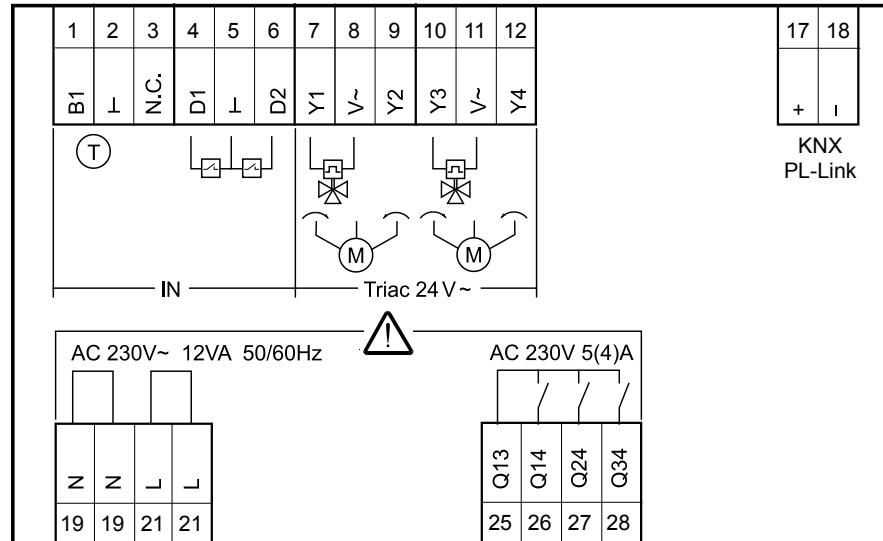 1 2 3 4 5 6 7 8 9 10 11 12 17 18
B1 ⊥ N.C. D1 ⊥ D2 Y1 V~ Y2 Y3 V~ Y4 + –
T
KNX
PL-Link
M M
IN Triac 24 V ~
!
AC 230V~ 12VA 50/60Hz AC 230V 5(4)A
N N L L Q13 Q14 Q24 Q34
19 19 21 21 25 26 27 28